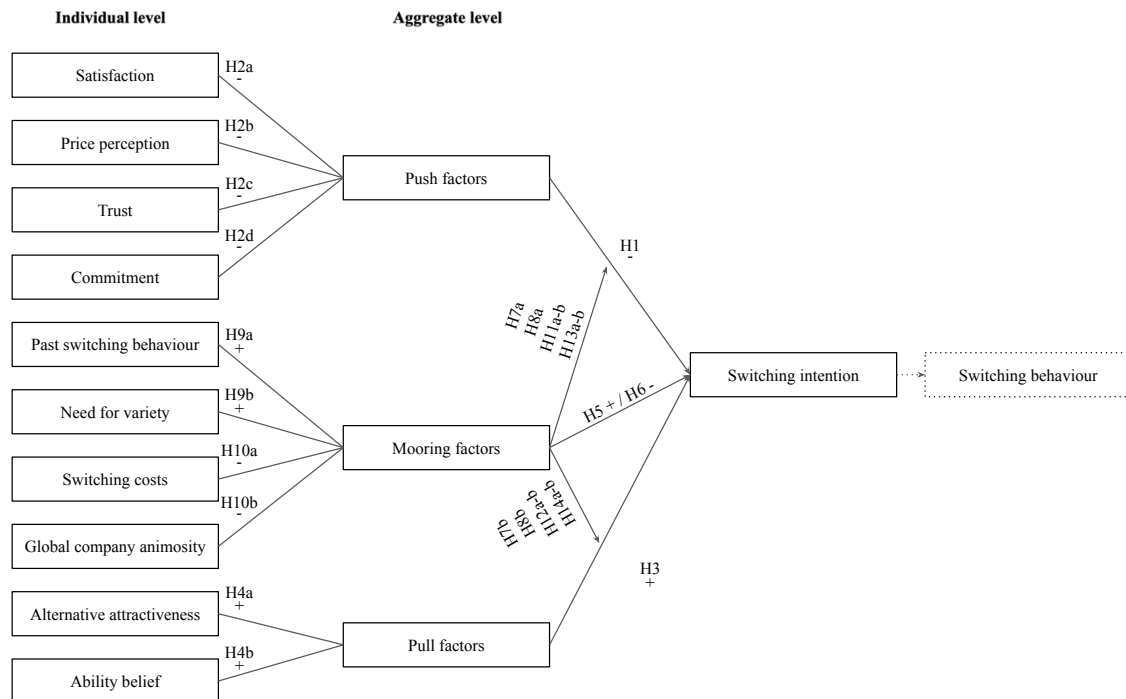 Individual level
Aggregate level
Satisfaction
H2a
-
Price perception
H2b
-
Trust
H2c
-
Commitment
H2d
-
Past switching behaviour
H9a
+
Need for variety
H9b
+
Switching costs
H10a
-
Global company animosity
H10b
-
Alternative attractiveness
H4a
+
Ability belief
H4b
+
Push factors
Mooring factors
Pull factors
H1
-
H7a
H8a
H11a-b
H13a-b
H5 + / H6 -
H7b
H8b
H12a-b
H14a-b
H3
+
Switching intention
Switching behaviour